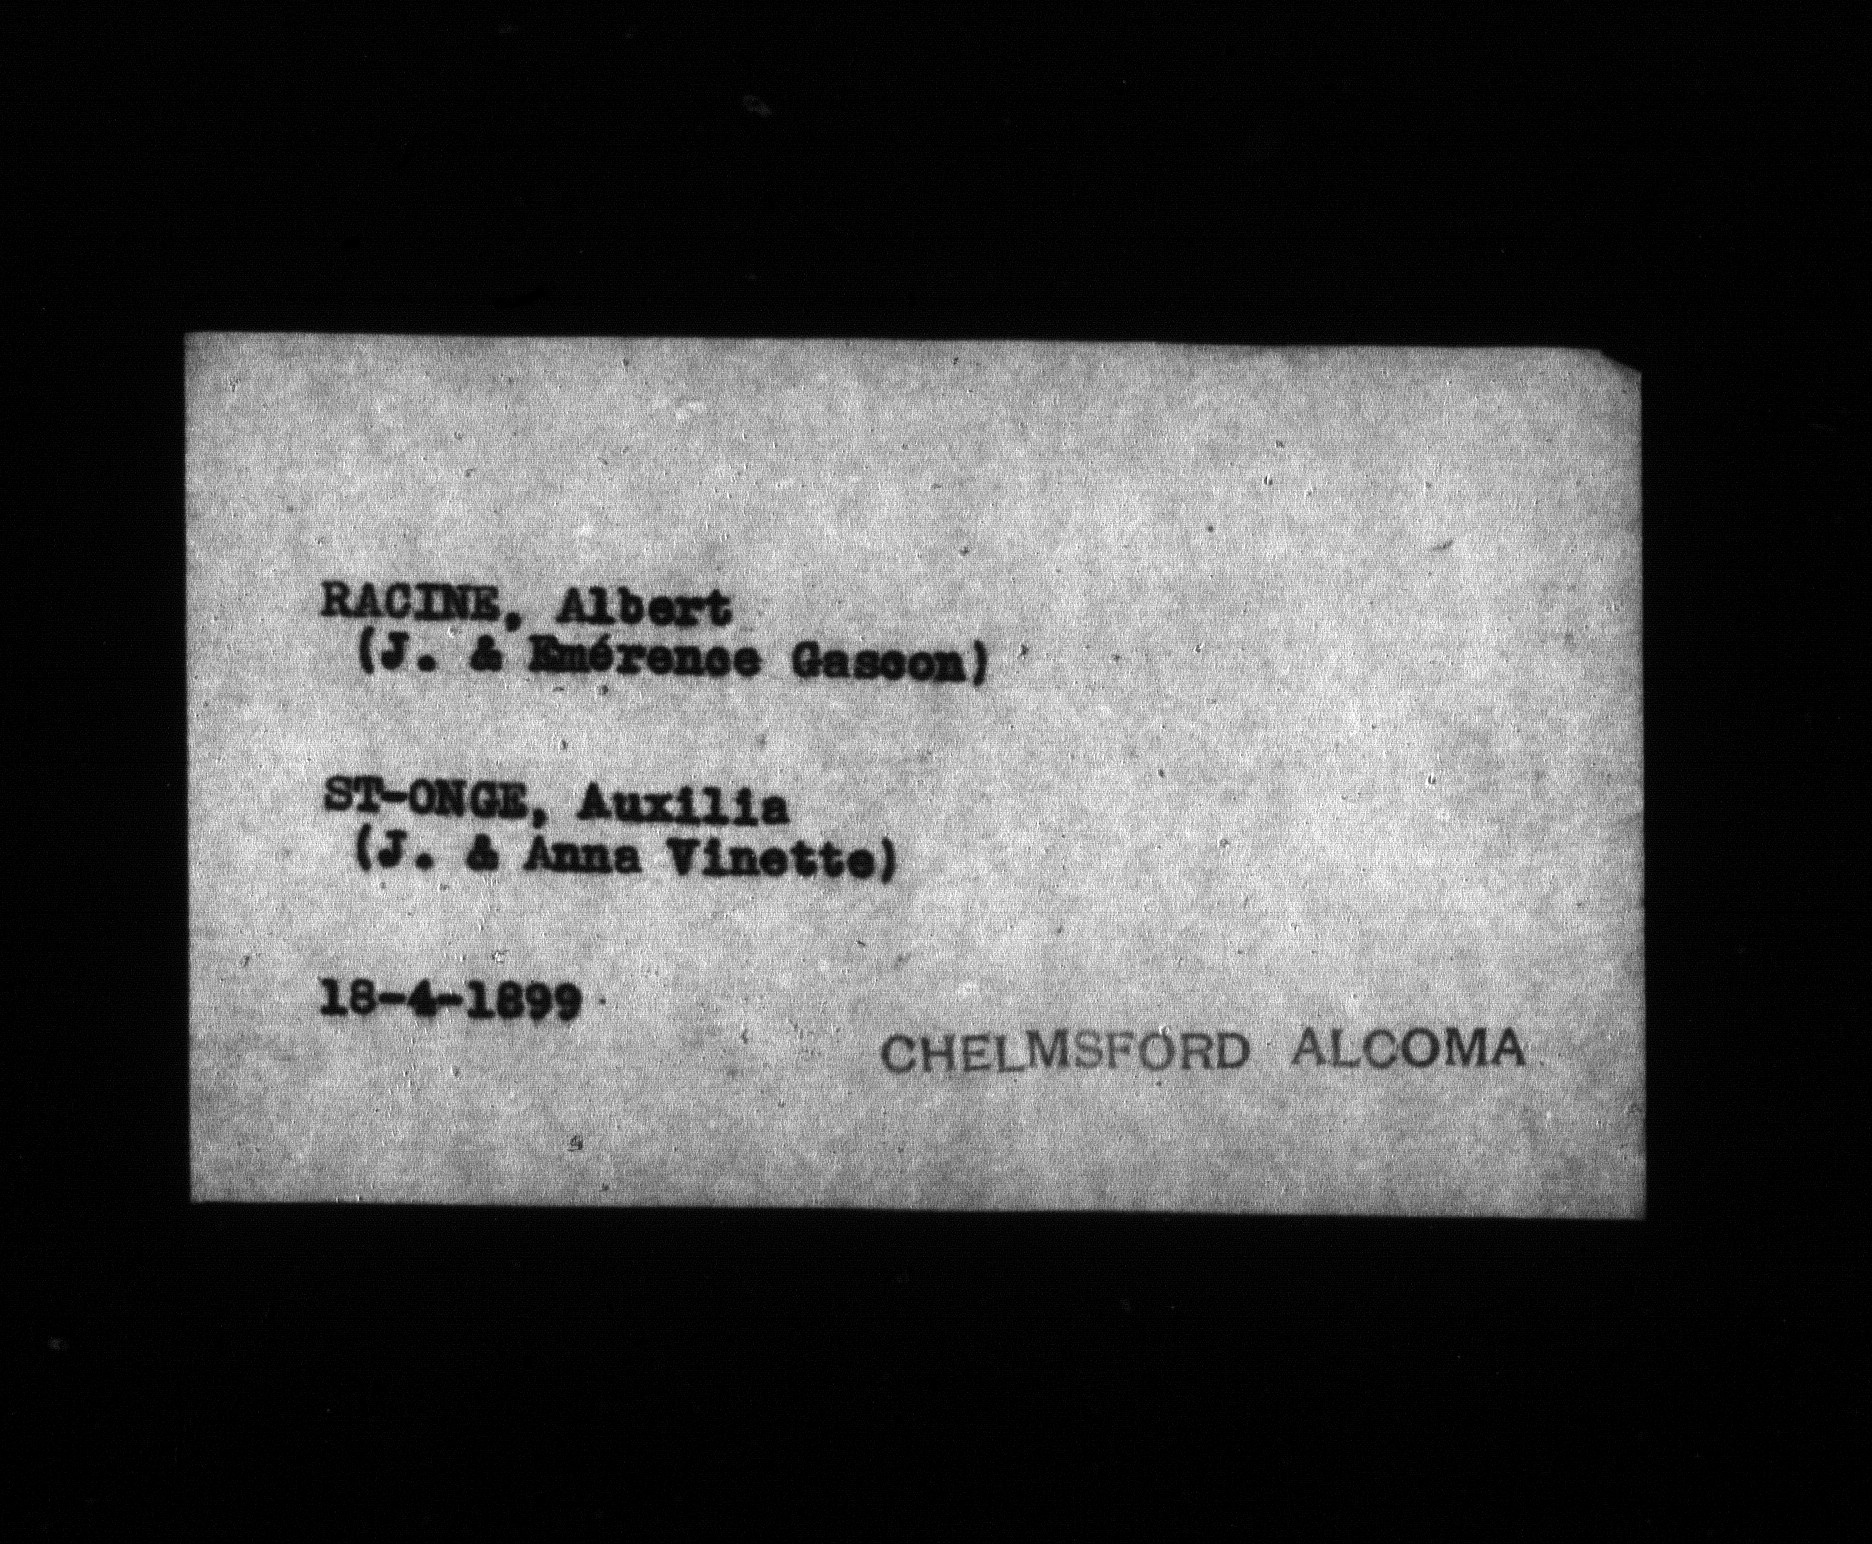 RACINE, Albert
(J. & Emérence Gascon)
ST-ONGE, Auxilia
(J. & Anna Vinette)
18-4-1899
CHELMSFORD ALCOMA